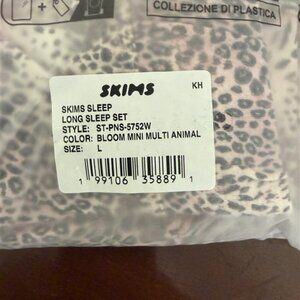 COLLEZIONE DI PLASTICA
SKIMS
KH
SKIMS SLEEP
LONG SLEEP SET
STYLE: ST-PNS-5752W
COLOR: BLOOM MINI MULTI ANIMAL
SIZE: L
1 99106 35889 1